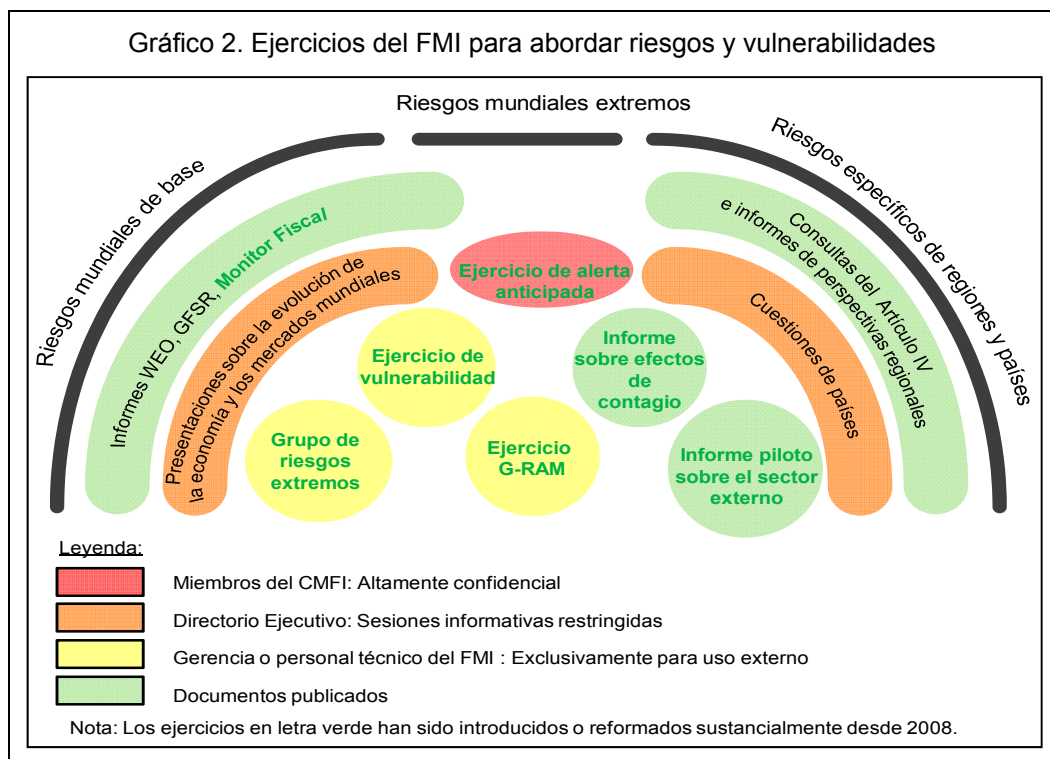 Gráfico 2. Ejercicios del FMI para abordar riesgos y vulnerabilidades
Riesgos mundiales extremos
Riesgos mundiales de base
Riesgos específicos de regiones y países
Informes WEO, GFSR, Monitor Fiscal
Presentaciones sobre la evolución de
la economía y los mercados mundiales
Consultas del Artículo IV
e informes de perspectivas regionales
Cuestiones de países
Ejercicio de alerta
anticipada
Ejercicio de
vulnerabilidad
Informe
sobre efectos
de
contagio
Grupo de
riesgos
extremos
Ejercicio
G-RAM
Informe piloto
sobre el sector
externo
Leyenda:
Miembros del CMFI: Altamente confidencial
Directorio Ejecutivo: Sesiones informativas restringidas
Gerencia o personal técnico del FMI : Exclusivamente para uso externo
Documentos publicados
Nota: Los ejercicios en letra verde han sido introducidos o reformados sustancialmente desde 2008.